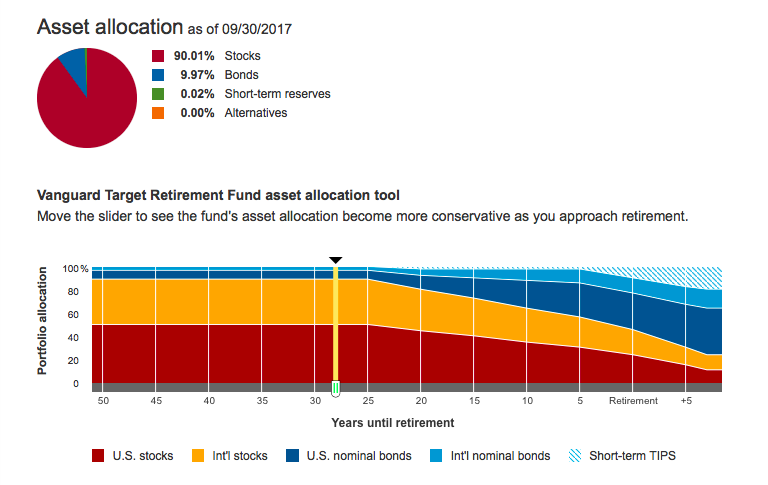 Asset allocation as of 09/30/2017
90.01% Stocks
9.97% Bonds
0.02% Short-term reserves
0.00% Alternatives
Vanguard Target Retirement Fund asset allocation tool
Move the slider to see the fund's asset allocation become more conservative as you approach retirement.
Portfolio allocation
100%
80
60
40
20
0
50 45 40 35 30 25 20 15 10 5 Retirement +5
Years until retirement
U.S. stocks Int'l stocks U.S. nominal bonds Int'l nominal bonds Short-term TIPS